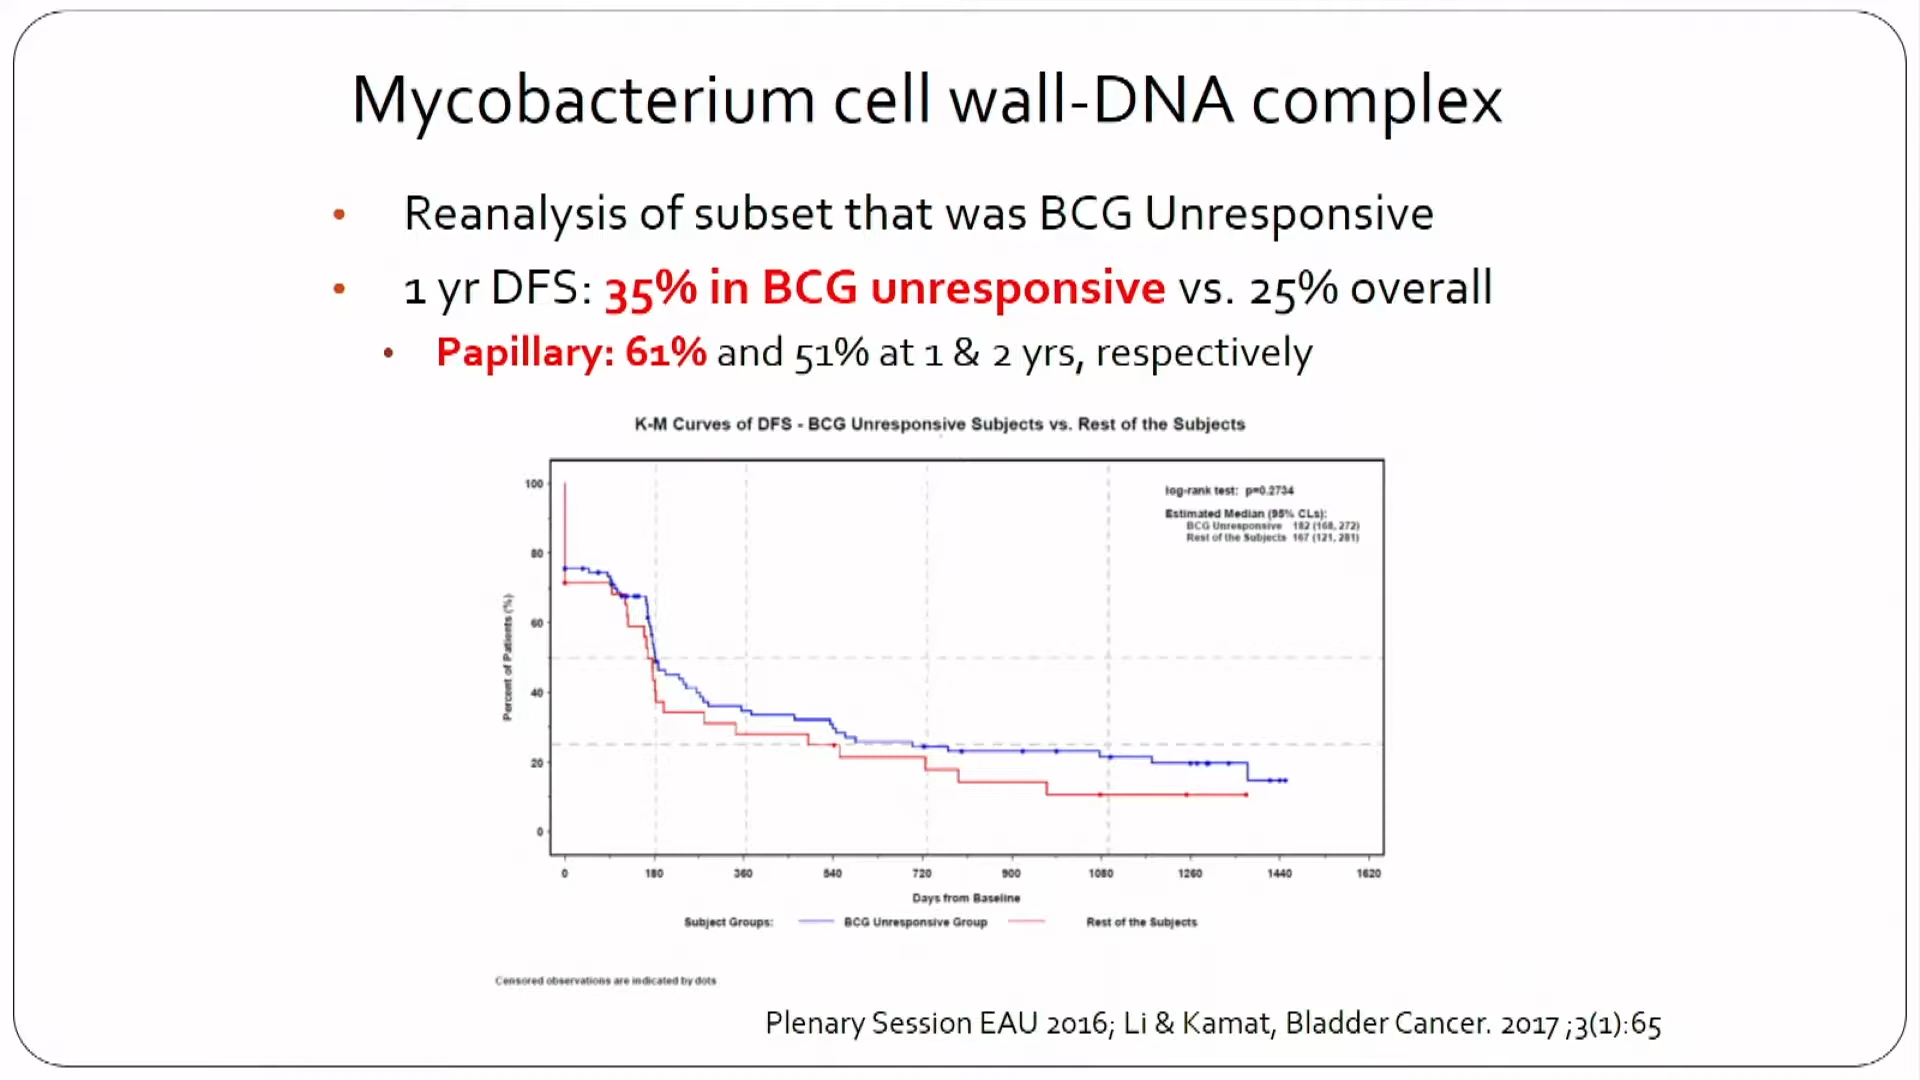 Mycobacterium cell wall-DNA complex
• Reanalysis of subset that was BCG Unresponsive
• 1 yr DFS: 35% in BCG unresponsive vs. 25% overall
• Papillary: 61% and 51% at 1 & 2 yrs, respectively
K-M Curves of DFS - BCG Unresponsive Subjects vs. Rest of the Subjects
log-rank test: p=0.2734
Estimated Median (95% CLs):
BCG Unresponsive 182 (168, 272)
Rest of the Subjects 167 (121, 281)
Percent of Patients (%)
100
80
60
40
20
0
0 180 360 540 720 900 1080 1260 1440 1620
Days from Baseline
Subject Groups: BCG Unresponsive Group Rest of the Subjects
Censored observations are indicated by dots
Plenary Session EAU 2016; Li & Kamat, Bladder Cancer. 2017 ;3(1):65